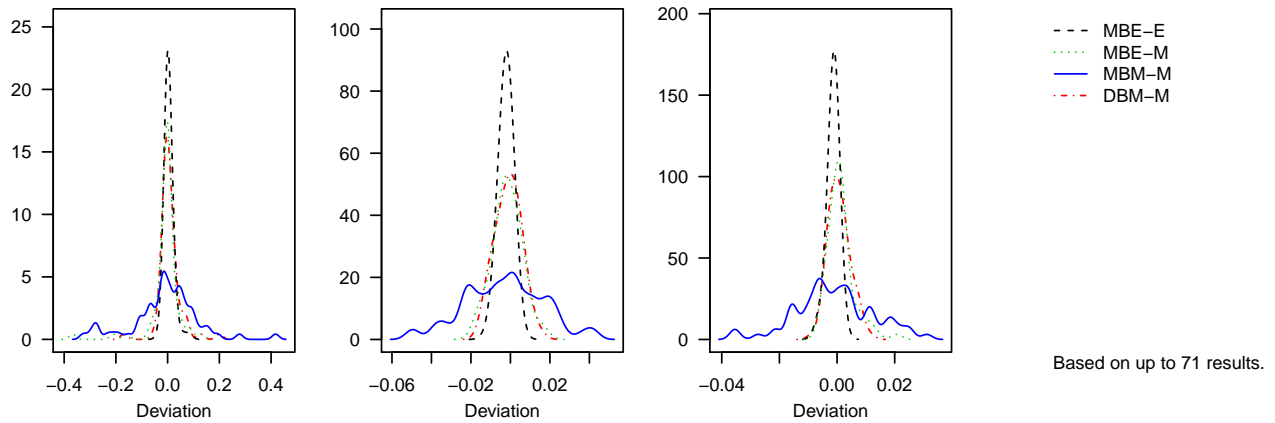 25
20
15
10
5
0
−0.4 −0.2 0.0 0.2 0.4
Deviation
100
80
60
40
20
0
−0.06 −0.02 0.02
Deviation
200
150
100
50
0
−0.04 0.00 0.02
Deviation
MBE−E
MBE−M
MBM−M
DBM−M
Based on up to 71 results.